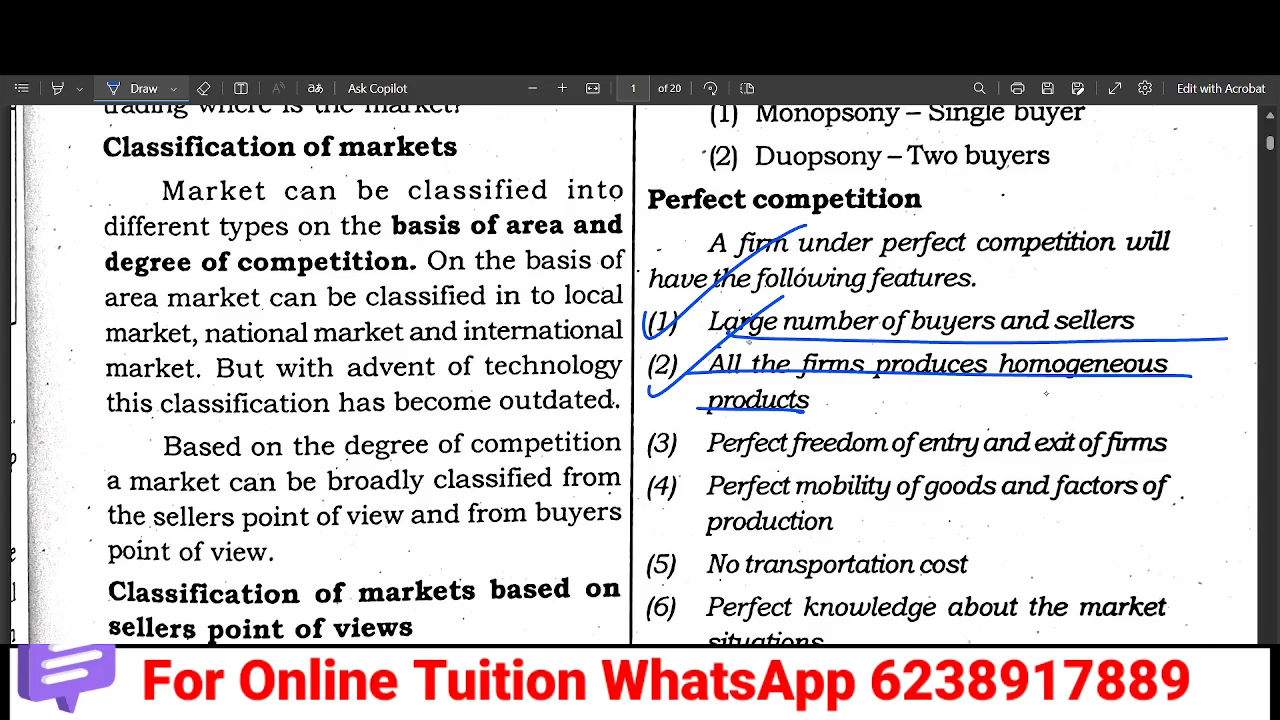 Draw
Ask Copilot
1 of 20
Edit with Acrobat
trading where is the market?
Classification of markets
Market can be classified into
different types on the basis of area and
degree of competition. On the basis of
area market can be classified in to local
market, national market and international
market. But with advent of technology
this classification has become outdated.
Based on the degree of competition
a market can be broadly classified from
the sellers point of view and from buyers
point of view.
Classification of markets based on
sellers point of views
(1) Monopsony – Single buyer
(2) Duopsony – Two buyers
Perfect competition
A firm under perfect competition will
have the following features.
(1) Large number of buyers and sellers
(2) All the firms produces homogeneous
products
(3) Perfect freedom of entry and exit of firms
(4) Perfect mobility of goods and factors of
production
(5) No transportation cost
(6) Perfect knowledge about the market
situations
For Online Tuition WhatsApp 6238917889